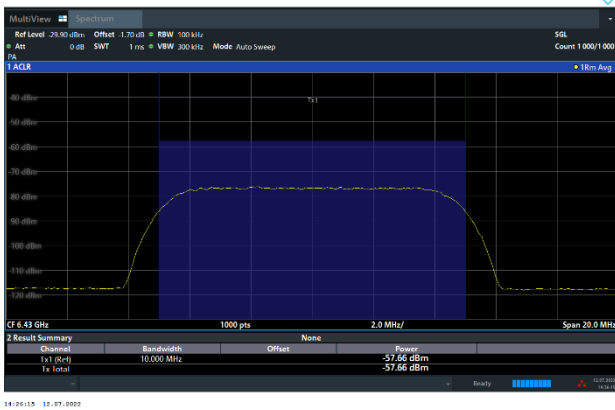 MultiView Spectrum
Ref Level -29.90 dBm Offset -1.70 dB RBW 100 kHz SGL
Att 0 dB SWT 1 ms VBW 300 kHz Mode Auto Sweep Count 1000/1000
PA
1 ACLR 1Rm Avg
-40 dBm
Tx1
-50 dBm
-60 dBm
-70 dBm
-80 dBm
-90 dBm
-100 dBm
-110 dBm
-120 dBm
CF 6.43 GHz 1000 pts 2.0 MHz/ Span 20.0 MHz
2 Result Summary None
Channel Bandwidth Offset Power
Tx1 (Ref) 10.000 MHz -57.66 dBm
Tx Total -57.66 dBm
Ready
14:26:15 12.07.2022